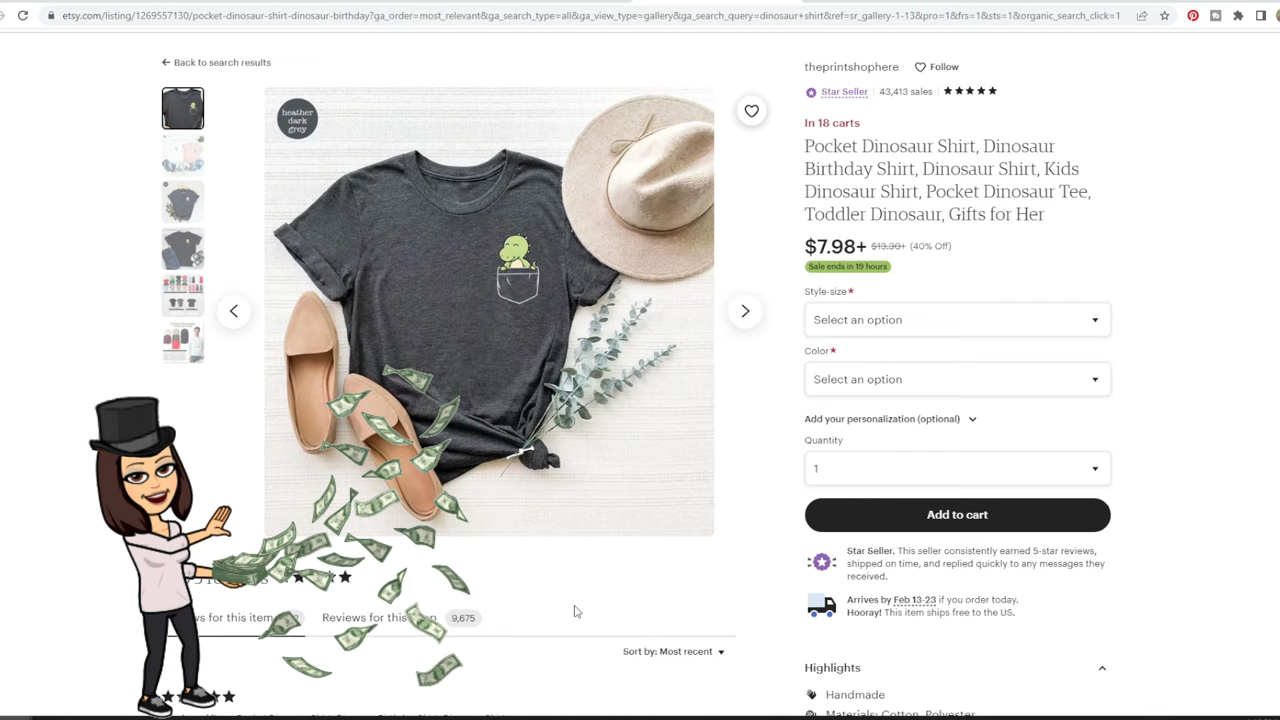 etsy.com/listing/1269557130/pocket-dinosaur-shirt-dinosaur-birthday?ga_order=most_relevant&ga_search_type=all&ga_view_type=gallery&ga_search_query=dinosaur+shirt&ref=sr_gallery-1-13&pro=1&frs=1&sts=1&organic_search_click=1
Back to search results
heather
dark
grey
theprintshophere
Follow
Star Seller
43,413 sales
In 18 carts
Pocket Dinosaur Shirt, Dinosaur
Birthday Shirt, Dinosaur Shirt, Kids
Dinosaur Shirt, Pocket Dinosaur Tee,
Toddler Dinosaur, Gifts for Her
$7.98+ $13.30+ (40% Off)
Sale ends in 19 hours
Style-size*
Select an option
Color*
Select an option
Add your personalization (optional)
Quantity
1
Add to cart
Star Seller. This seller consistently earned 5-star reviews,
shipped on time, and replied quickly to any messages they
received.
Arrives by Feb 13-23 if you order today.
Hooray! This item ships free to the US.
Highlights
Handmade
Materials: Cotton, Polyester
for this item
Reviews for this
9,675
Sort by: Most recent